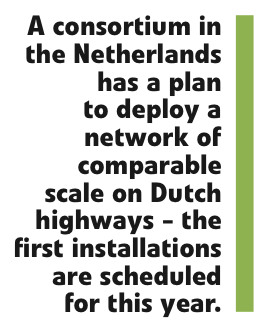 A consortium in
the Netherlands
has a plan
to deploy a
network of
comparable
scale on Dutch
highways – the
first installations
are scheduled
for this year.